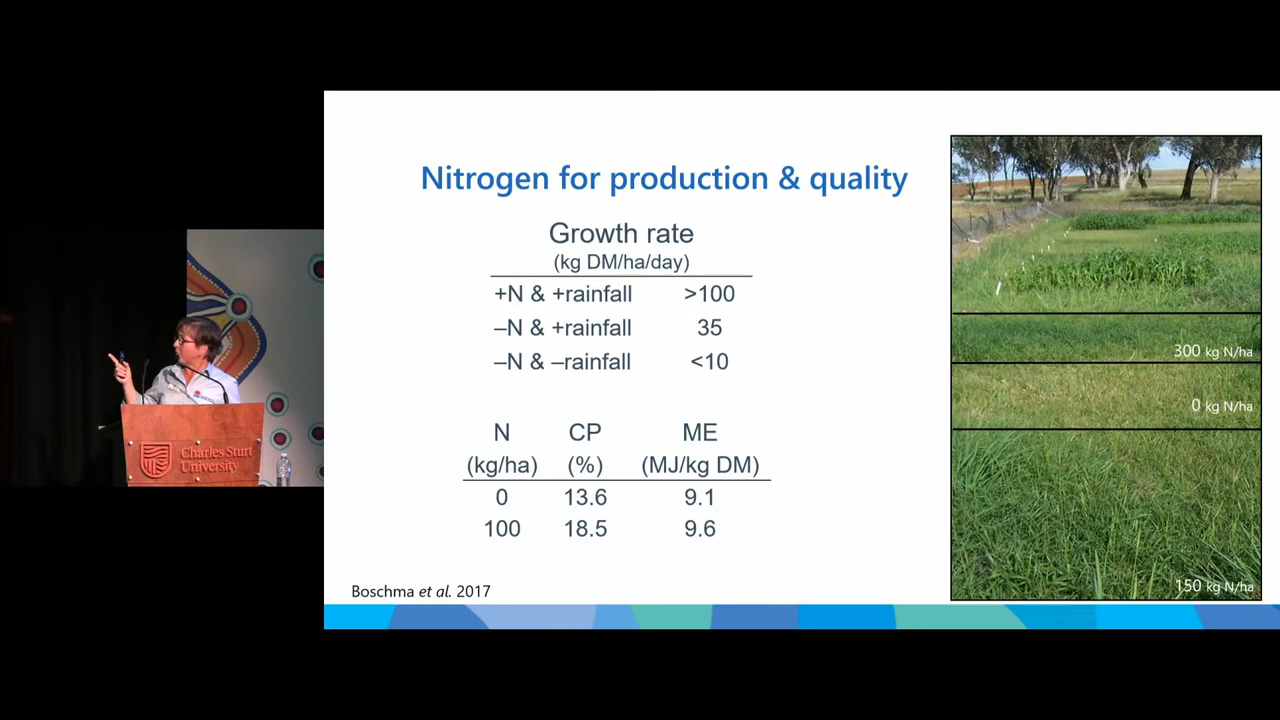 Nitrogen for production & quality
Growth rate
(kg DM/ha/day)
+N & +rainfall >100
–N & +rainfall 35
–N & –rainfall <10
N CP ME
(kg/ha) (%) (MJ/kg DM)
0 13.6 9.1
100 18.5 9.6
Boschma et al. 2017
300 kg N/ha
0 kg N/ha
150 kg N/ha
Charles Sturt
University